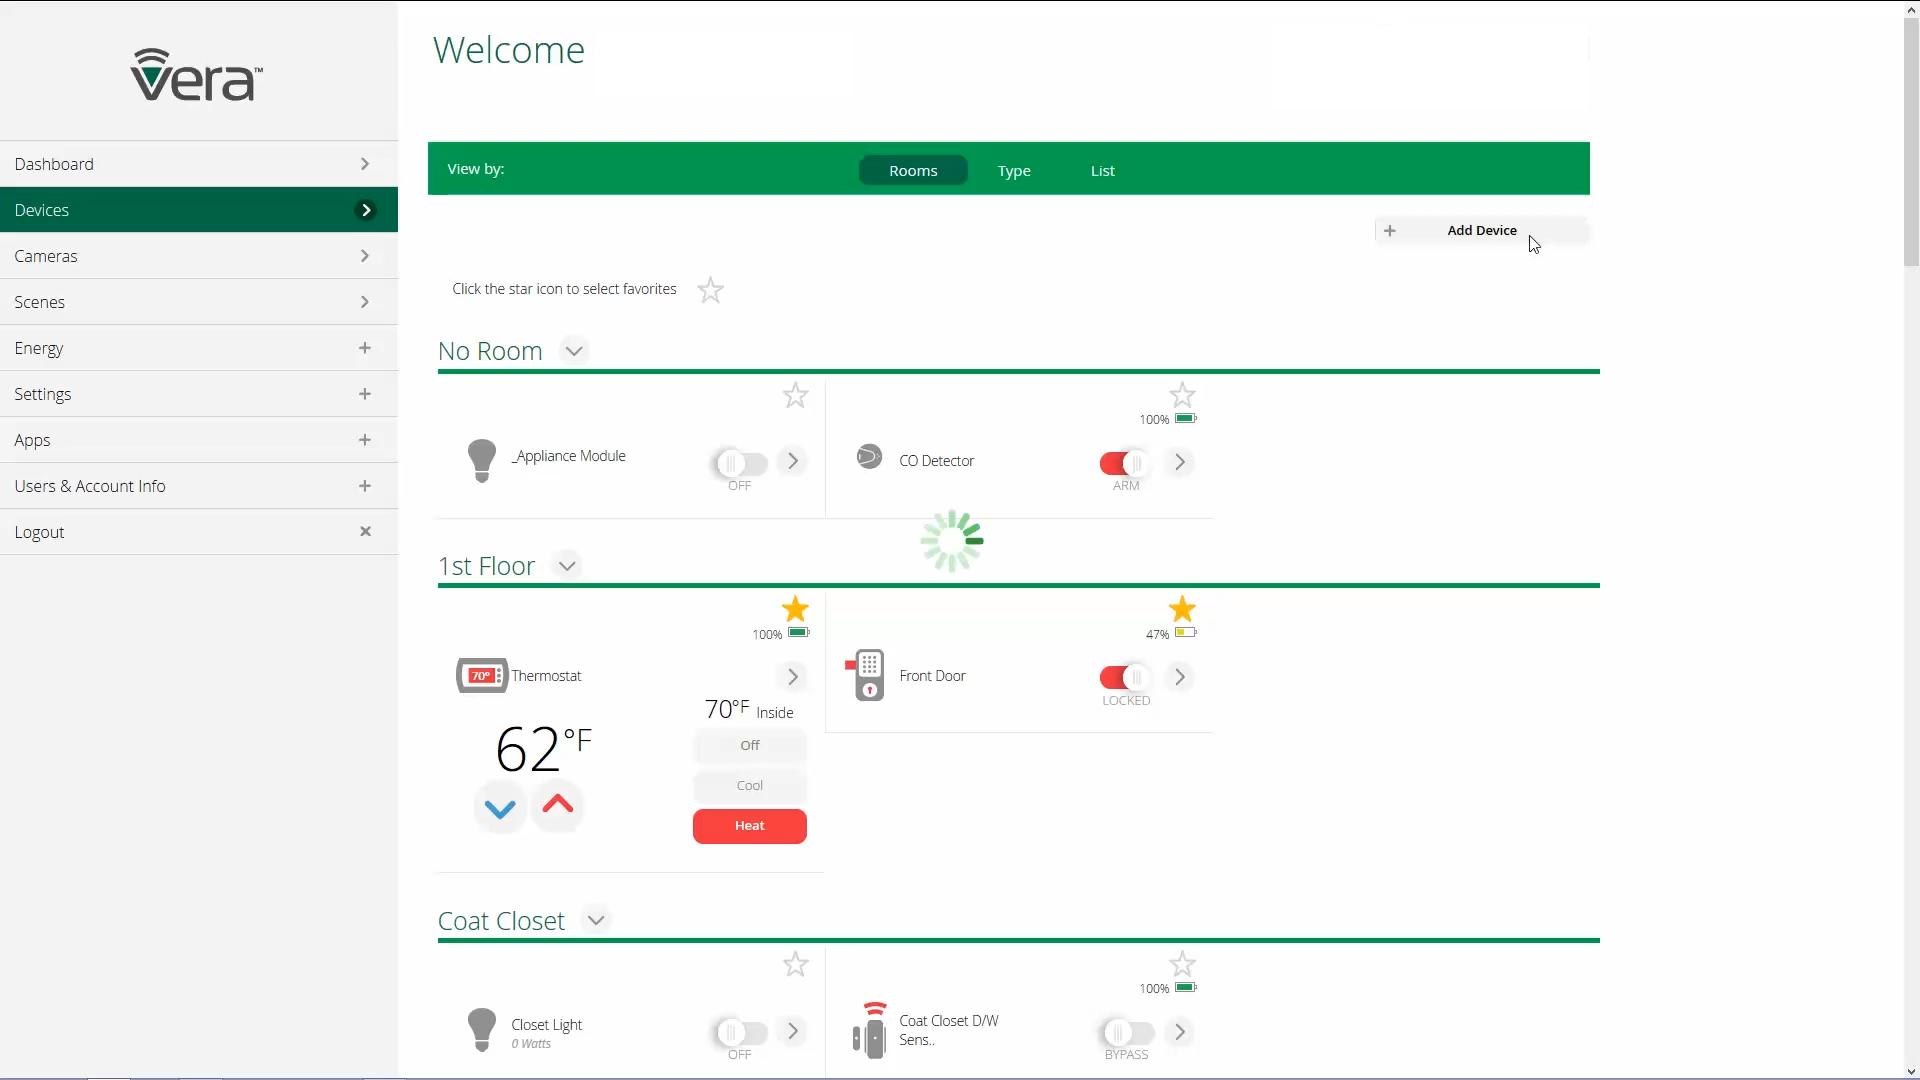 Welcome
vera™
View by:
Rooms
Type
List
Dashboard
Devices
Cameras
Scenes
Energy
Settings
Apps
Users & Account Info
Logout
Add Device
Click the star icon to select favorites
No Room
_Appliance Module
OFF
100%
CO Detector
ARM
1st Floor
100%
70°
Thermostat
70°F Inside
62°F
Off
Cool
Heat
47%
Front Door
LOCKED
Coat Closet
Closet Light
0 Watts
OFF
100%
Coat Closet D/W
Sens..
BYPASS